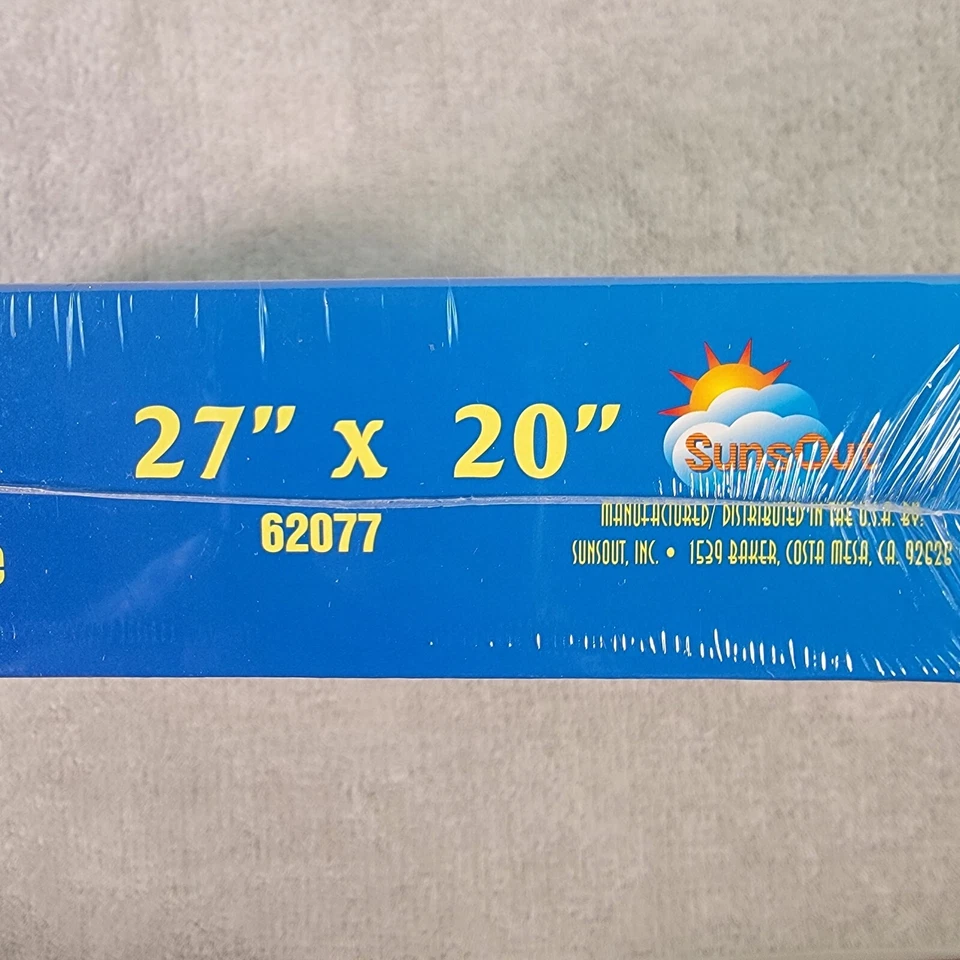 27" x 20"
SunsOut
62077
MANUFACTURED/ DISTRIBUTED IN THE U.S.A. BY:
SUNSOUT, INC. • 1539 BAKER, COSTA MESA, CA. 92626